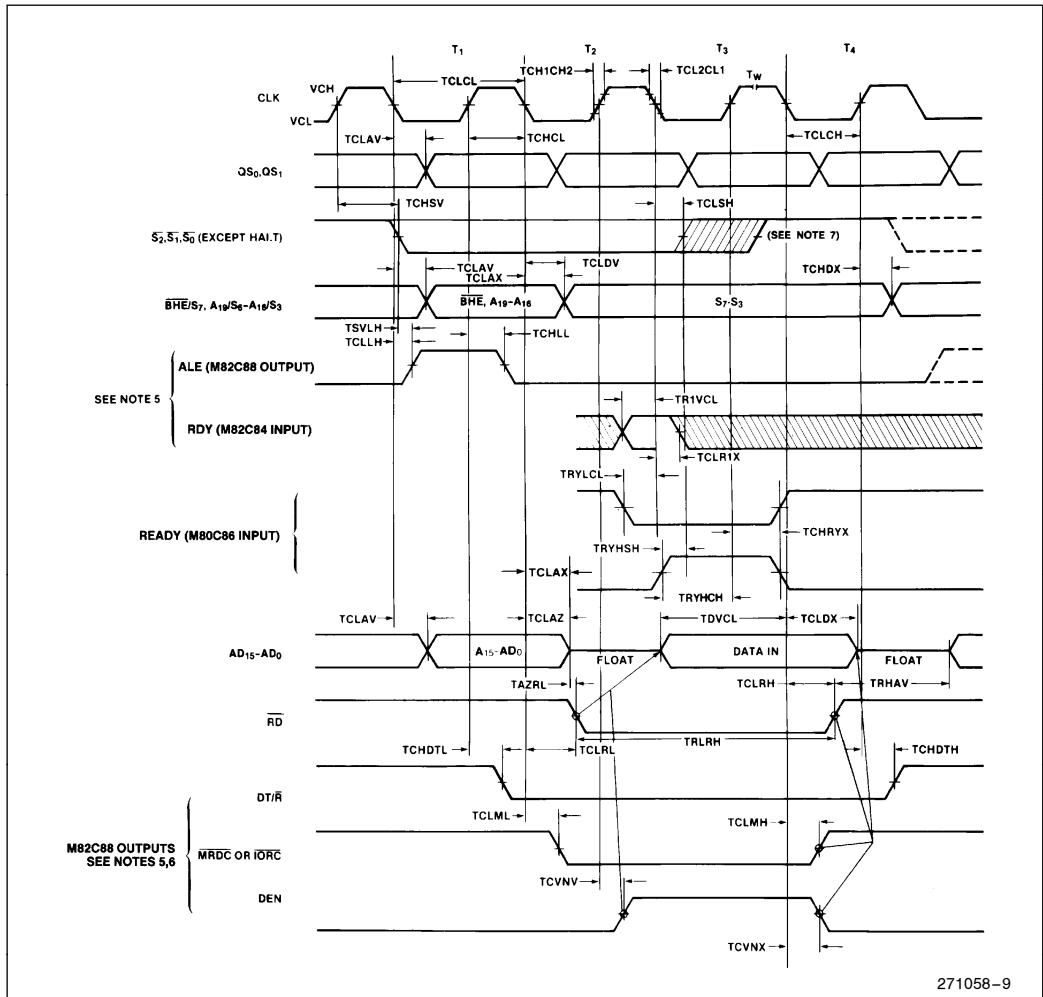 T1 T2 T3 T4
TCH1CH2 TCL2CL1
TCLCL TW
CLK VCH
VCL
TCLAV TCHCL TCLCH
QS0,QS1
TCHSV TCLSH
S2,S1,S0 (EXCEPT HALT) (SEE NOTE 7)
TCLAV TCLDV
TCLAX TCHDX
BHE/S7, A19/S6-A16/S3 BHE, A19-A16 S7-S3
TSVLH
TCLLH TCHLL
ALE (M82C88 OUTPUT)
SEE NOTE 5
TR1VCL
RDY (M82C84 INPUT)
TCLR1X
TRYLCL
READY (M80C86 INPUT)
TCHRYX
TRYHSH
TCLAX
TRYHCH
TCLAV TCLAZ TDVCL TCLDX
AD15-AD0 A15-AD0 FLOAT DATA IN FLOAT
TAZRL TCLRH TRHAV
RD
TRLRH
TCHDTL TCLRL TCHDTH
DT/R
TCLML TCLMH
M82C88 OUTPUTS
SEE NOTES 5,6
MRDC OR IORC
TCVNV
DEN
TCVNX
271058-9